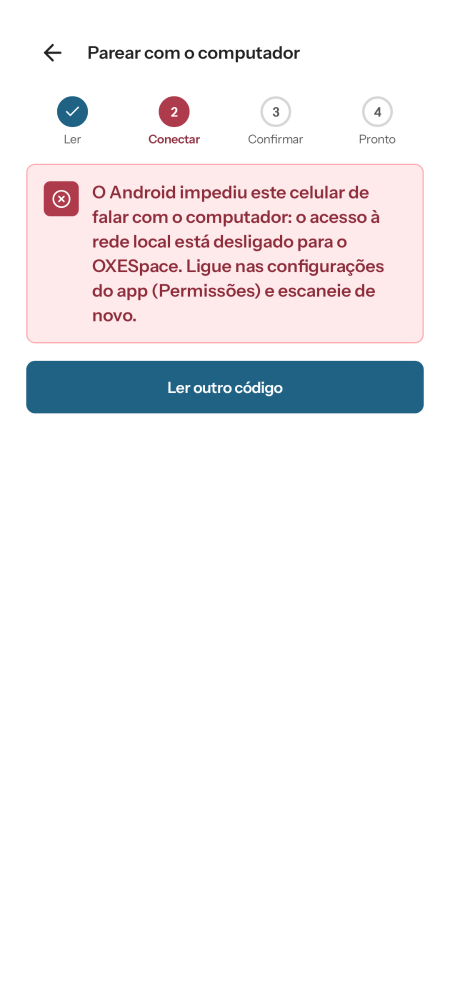 Parear com o computador
2
3
4
Ler
Conectar
Confirmar
Pronto
O Android impediu este celular de
falar com o computador: o acesso à
rede local está desligado para o
OXESpace. Ligue nas configurações
do app (Permissões) e escaneie de
novo.
Ler outro código